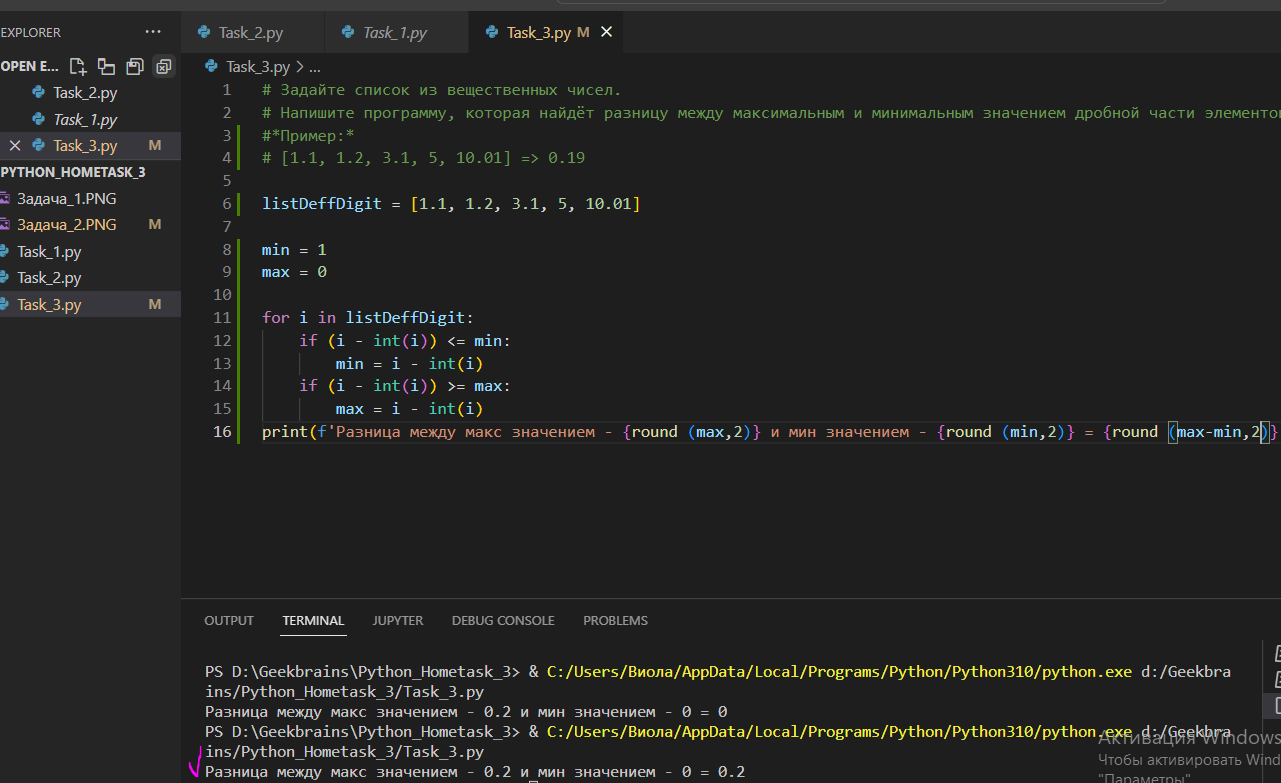 EXPLORER ...
Task_2.py Task_1.py Task_3.py M
OPEN E...
Task_2.py
Task_1.py
Task_3.py M
PYTHON_HOMETASK_3
Задача_1.PNG
Задача_2.PNG M
Task_1.py
Task_2.py
Task_3.py M
Task_3.py > ...
1 # Задайте список из вещественных чисел.
2 # Напишите программу, которая найдёт разницу между максимальным и минимальным значением дробной части
3 #*Пример:*
4 # [1.1, 1.2, 3.1, 5, 10.01] => 0.19
5
6 listDeffDigit = [1.1, 1.2, 3.1, 5, 10.01]
7
8 min = 1
9 max = 0
10
11 for i in listDeffDigit:
12 if (i - int(i)) <= min:
13 min = i - int(i)
14 if (i - int(i)) >= max:
15 max = i - int(i)
16 print(f'Разница между макс значением - {round (max,2)} и мин значением - {round (min,2)} = {round (max-min,2)}
OUTPUT TERMINAL JUPYTER DEBUG CONSOLE PROBLEMS
PS D:\Geekbrains\Python_Hometask_3> & C:/Users/Виола/AppData/Local/Programs/Python/Python310/python.exe d:/Geekbra
ins/Python_Hometask_3/Task_3.py
Разница между макс значением - 0.2 и мин значением - 0 = 0
PS D:\Geekbrains\Python_Hometask_3> & C:/Users/Виола/AppData/Local/Programs/Python/Python310/python.exe d:/Geekbra
ins/Python_Hometask_3/Task_3.py
Разница между макс значением - 0.2 и мин значением - 0 = 0.2
Активация Windows
Чтобы активировать Wind
"Параметры"